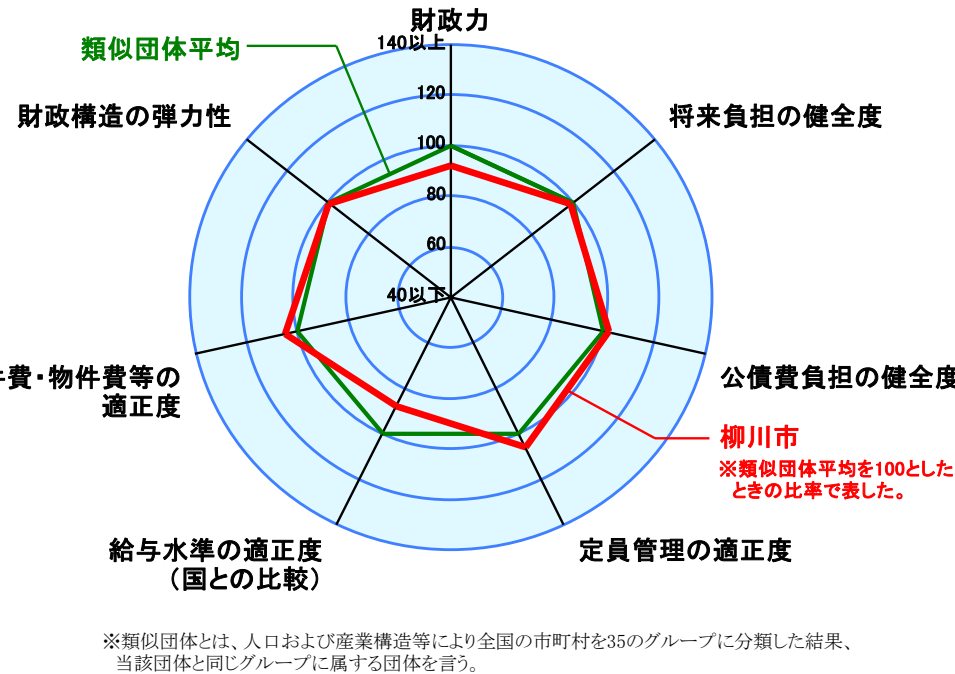 財政力
140以上
類似団体平均
120
財政構造の弾力性
将来負担の健全度
100
80
60
40以下
費・物件費等の
適正度
公債費負担の健全度
柳川市
※類似団体平均を100とした
ときの比率で表した。
給与水準の適正度
（国との比較）
定員管理の適正度
※類似団体とは、人口および産業構造等により全国の市町村を35のグループに分類した結果、
当該団体と同じグループに属する団体を言う。